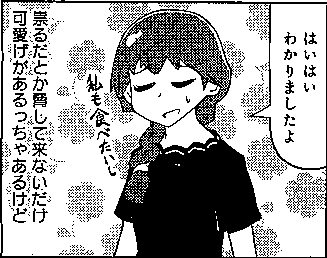 はいはい
わかりましたよ
私も食べたいし
祟るだとか脅して来ないだけ
可愛げがあるっちゃあるけど